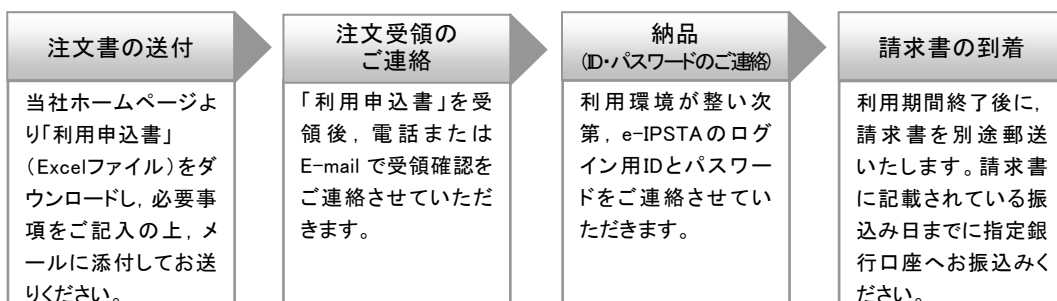 注文書の送付
当社ホームページよ
り「利用申込書」
（Excelファイル）をダ
ウンロードし，必要事
項をご記入の上，メ
ールに添付してお送
りください。
注文受領の
ご連絡
「利用申込書」を受
領後，電話または
E-mail で受領確認を
ご連絡させていただ
きます。
納品
（ID・パスワードのご連絡）
利用環境が整い次
第，e-IPSTAのログ
イン用IDとパスワー
ドをご連絡させてい
ただきます。
請求書の到着
利用期間終了後に，
請求書を別途郵送
いたします。請求書
に記載されている振
込み日までに指定銀
行口座へお振込みく
ださい。